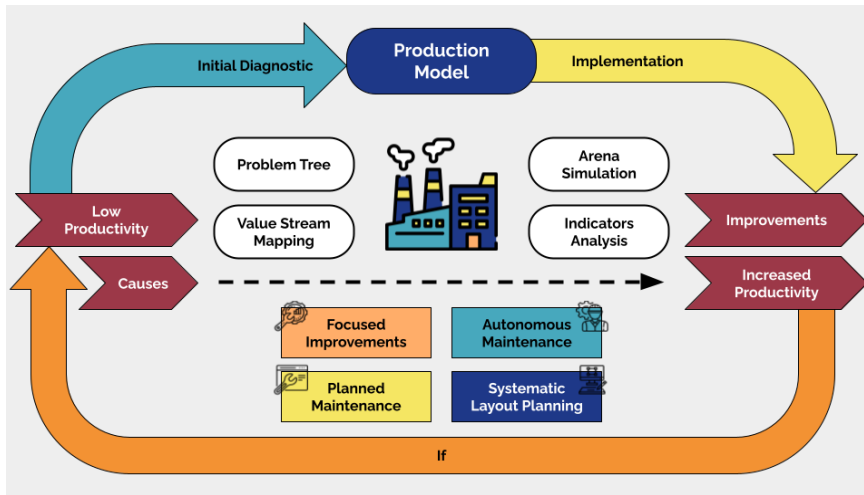 Initial Diagnostic
Production
Model
Implementation
Problem Tree
Arena
Simulation
Low
Productivity
Value Stream
Mapping
Indicators
Analysis
Improvements
Causes
Increased
Productivity
Focused
Improvements
Autonomous
Maintenance
Planned
Maintenance
Systematic
Layout Planning
If